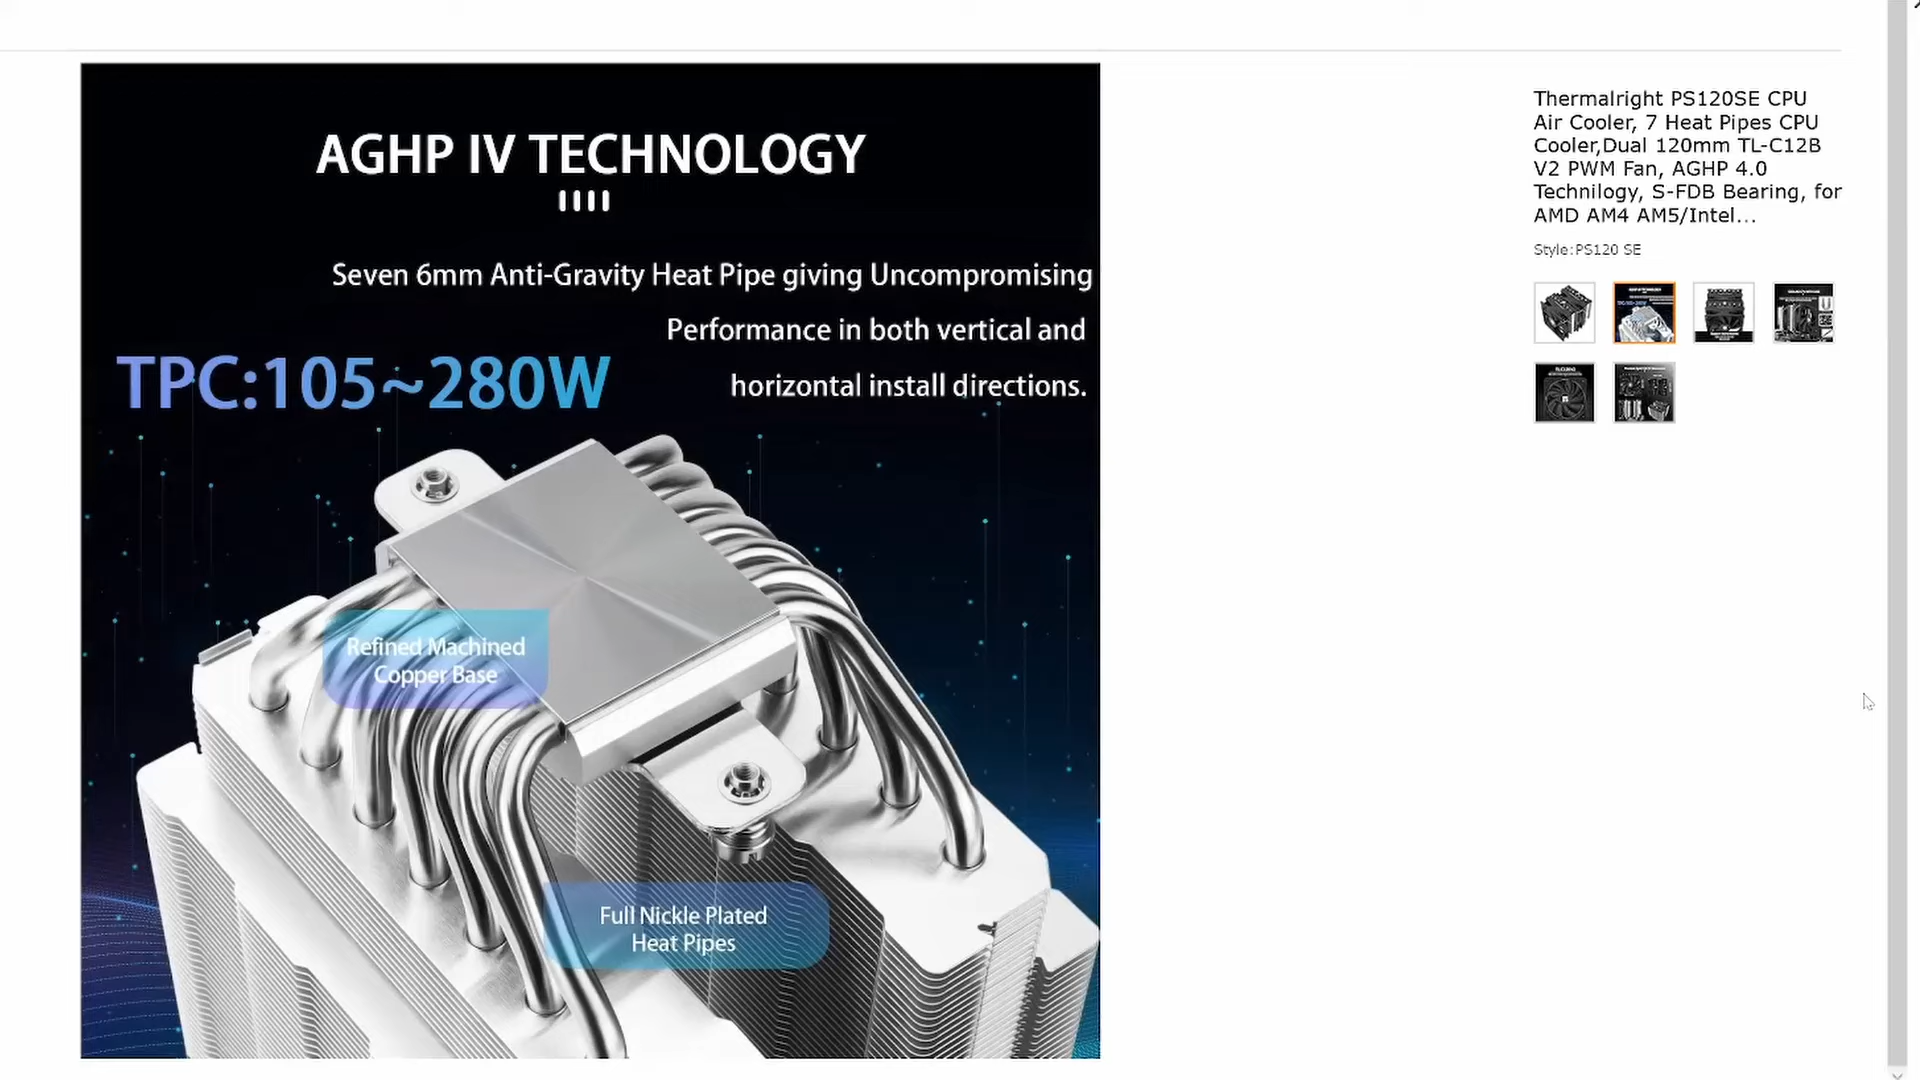 AGHP IV TECHNOLOGY
Seven 6mm Anti-Gravity Heat Pipe giving Uncompromising
Performance in both vertical and
horizontal install directions.
TPC:105~280W
Refined Machined
Copper Base
Full Nickle Plated
Heat Pipes
Thermalright PS120SE CPU
Air Cooler, 7 Heat Pipes CPU
Cooler,Dual 120mm TL-C12B
V2 PWM Fan, AGHP 4.0
Technilogy, S-FDB Bearing, for
AMD AM4 AM5/Intel...
Style:PS120 SE